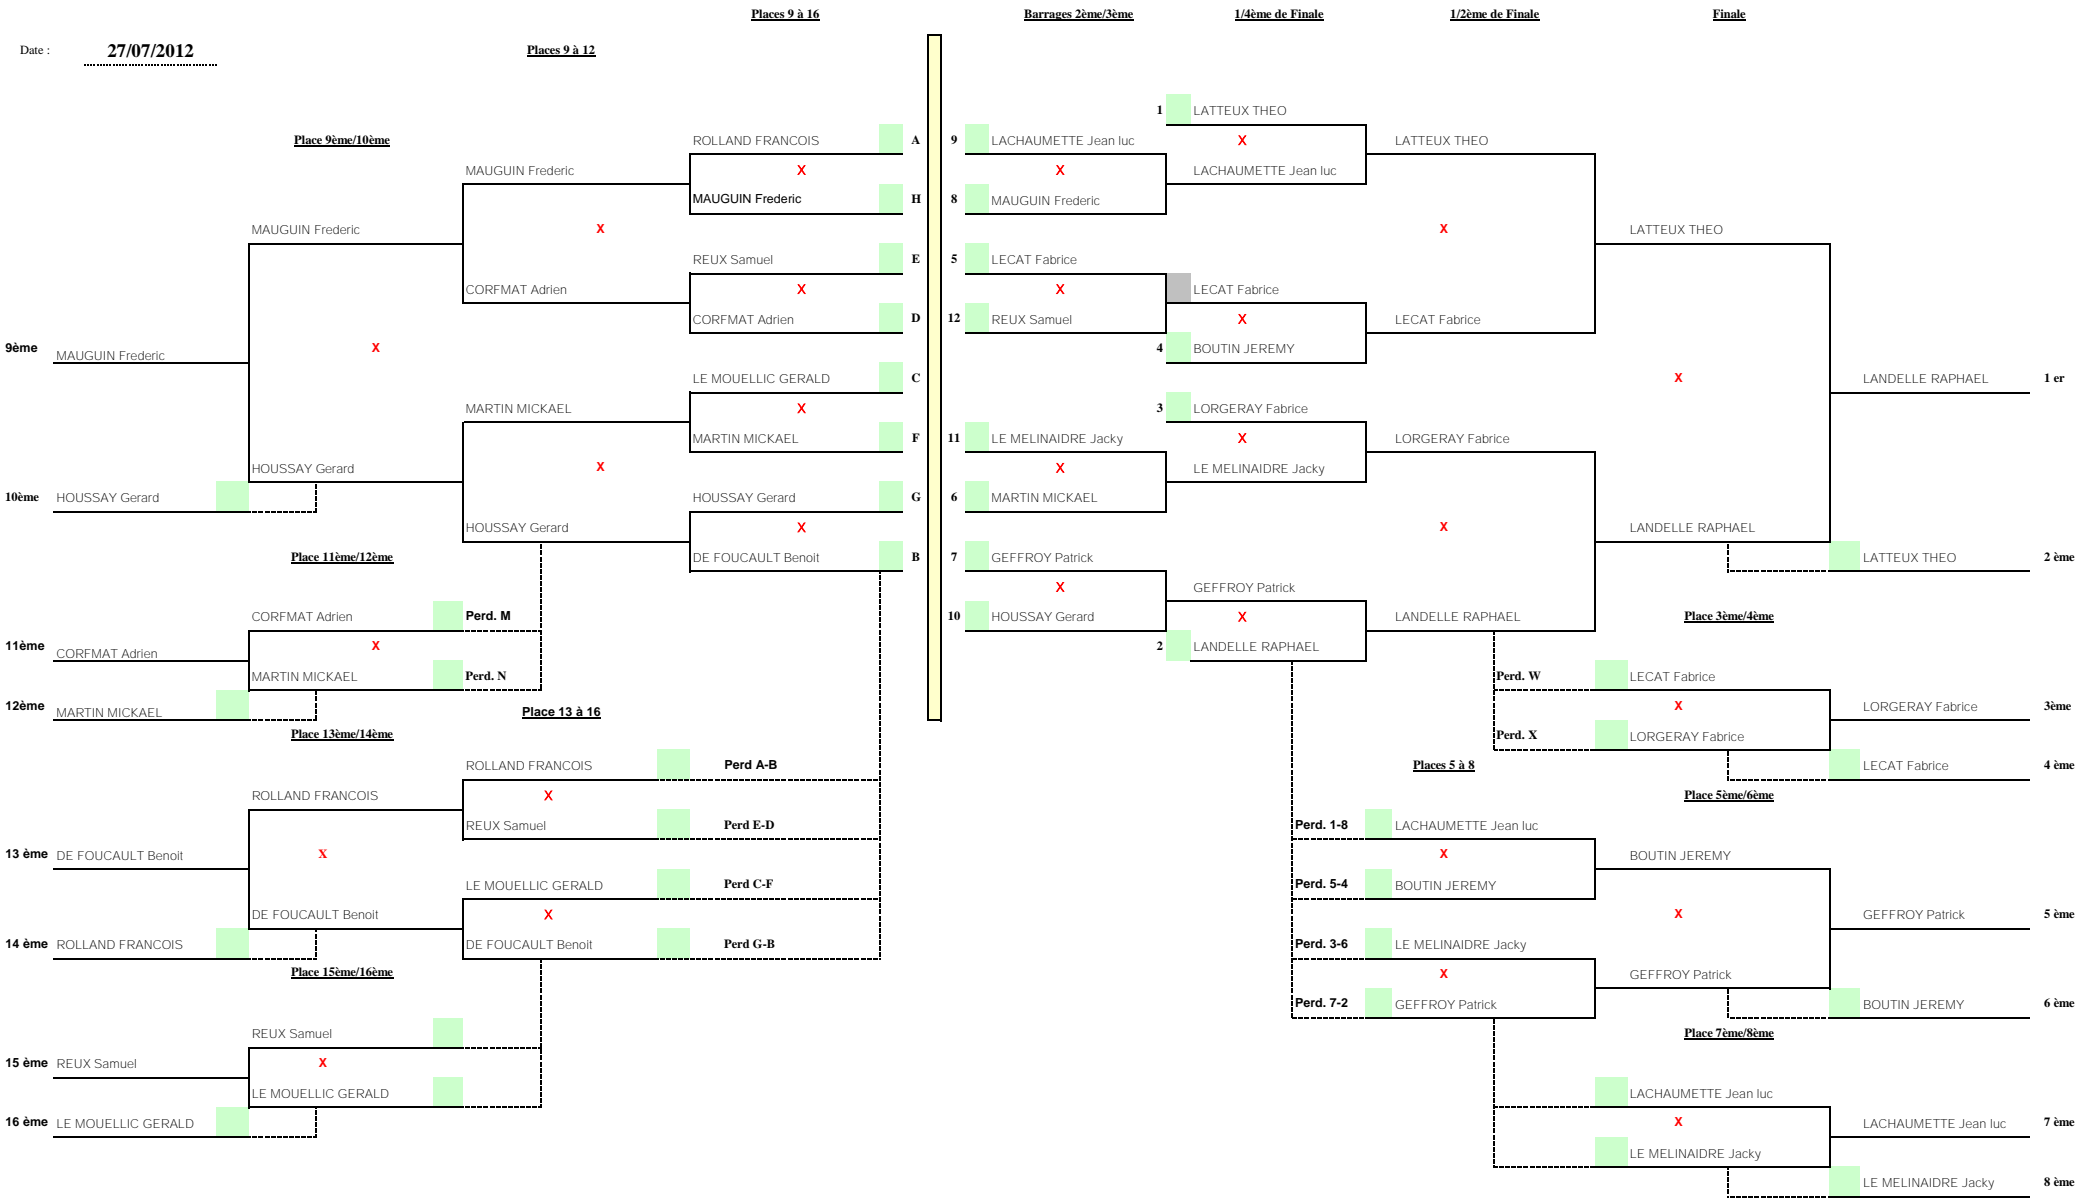 Places 9 à 16
Barrages 2ème/3ème
1/4ème de Finale
1/2ème de Finale
Finale
Date :
27/07/2012
Places 9 à 12
1
LATTEUX THEO
Place 9ème/10ème
ROLLAND FRANCOIS
A
9
LACHAUMETTE Jean luc
X
LATTEUX THEO
MAUGUIN Frederic
X
X
LACHAUMETTE Jean luc
MAUGUIN Frederic
H
8
MAUGUIN Frederic
MAUGUIN Frederic
X
X
LATTEUX THEO
REUX Samuel
E
5
LECAT Fabrice
CORFMAT Adrien
X
X
LECAT Fabrice
CORFMAT Adrien
D
12
REUX Samuel
X
LECAT Fabrice
9ème
MAUGUIN Frederic
X
4
BOUTIN JEREMY
LE MOUELLIC GERALD
C
X
LANDELLE RAPHAEL
1 er
MARTIN MICKAEL
X
3
LORGERAY Fabrice
MARTIN MICKAEL
F
11
LE MELINAIDRE Jacky
X
LORGERAY Fabrice
HOUSSAY Gerard
X
X
LE MELINAIDRE Jacky
10ème
HOUSSAY Gerard
HOUSSAY Gerard
G
6
MARTIN MICKAEL
HOUSSAY Gerard
X
X
LANDELLE RAPHAEL
Place 11ème/12ème
DE FOUCAULT Benoit
B
7
GEFFROY Patrick
LATTEUX THEO
2 ème
X
GEFFROY Patrick
CORFMAT Adrien
Perd. M
10
HOUSSAY Gerard
X
LANDELLE RAPHAEL
Place 3ème/4ème
11ème
CORFMAT Adrien
X
2
LANDELLE RAPHAEL
MARTIN MICKAEL
Perd. N
Perd. W
LECAT Fabrice
12ème
MARTIN MICKAEL
Place 13 à 16
X
LORGERAY Fabrice
3ème
Place 13ème/14ème
Perd. X
LORGERAY Fabrice
ROLLAND FRANCOIS
Perd A-B
Places 5 à 8
LECAT Fabrice
4 ème
ROLLAND FRANCOIS
X
Place 5ème/6ème
REUX Samuel
Perd E-D
Perd. 1-8
LACHAUMETTE Jean luc
13 ème
DE FOUCAULT Benoit
X
X
BOUTIN JEREMY
LE MOUELLIC GERALD
Perd C-F
Perd. 5-4
BOUTIN JEREMY
DE FOUCAULT Benoit
X
X
GEFFROY Patrick
5 ème
14 ème
ROLLAND FRANCOIS
DE FOUCAULT Benoit
Perd G-B
Perd. 3-6
LE MELINAIDRE Jacky
Place 15ème/16ème
X
GEFFROY Patrick
Perd. 7-2
GEFFROY Patrick
BOUTIN JEREMY
6 ème
REUX Samuel
Place 7ème/8ème
15 ème
REUX Samuel
X
LE MOUELLIC GERALD
LACHAUMETTE Jean luc
16 ème
LE MOUELLIC GERALD
X
LACHAUMETTE Jean luc
7 ème
LE MELINAIDRE Jacky
LE MELINAIDRE Jacky
8 ème